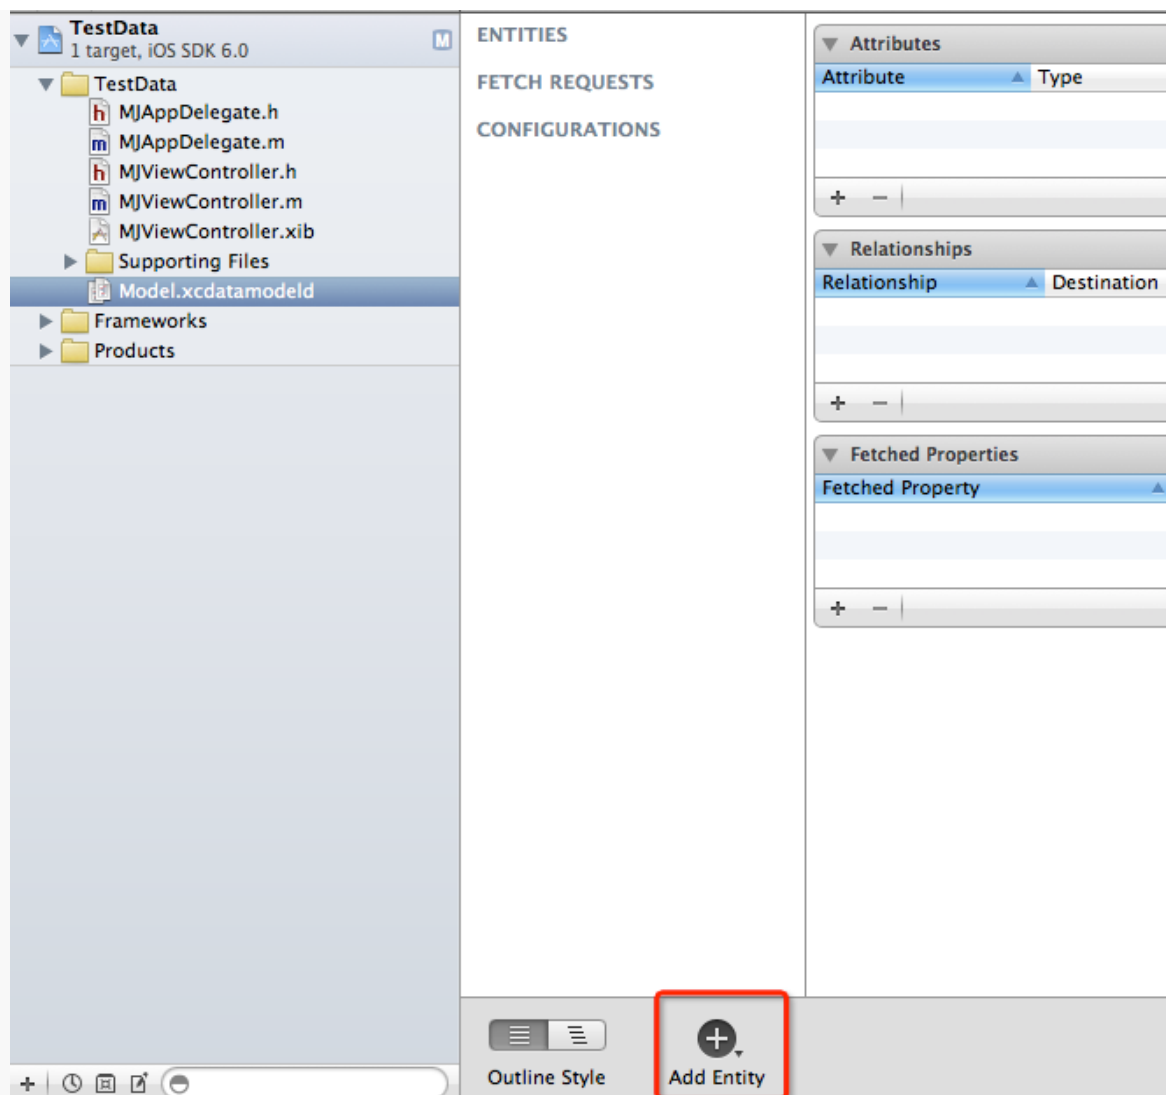 TestData
1 target, iOS SDK 6.0
M
TestData
h MJAppDelegate.h
m MJAppDelegate.m
h MJViewController.h
m MJViewController.m
MJViewController.xib
Supporting Files
Model.xcdatamodeld
Frameworks
Products
ENTITIES
FETCH REQUESTS
CONFIGURATIONS
Attributes
Attribute Type
Relationships
Relationship Destination
Fetched Properties
Fetched Property
Outline Style
Add Entity